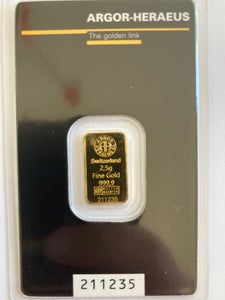 ARGOR-HERAEUS
The golden link
Switzerland
2,5g
Fine Gold
999,9
211235
211235